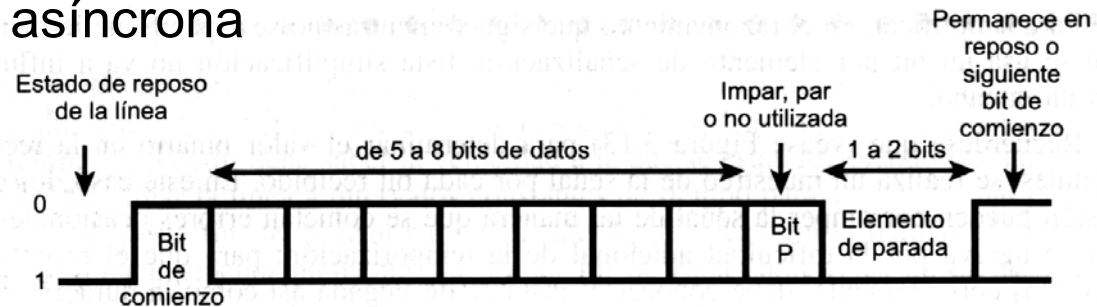 asíncrona
Permanece en
reposo o
siguiente
bit de
comienzo
Estado de reposo
de la línea
Impar, par
o no utilizada
de 5 a 8 bits de datos
1 a 2 bits
0
Bit
de
comienzo
Bit
P
Elemento
de parada
1